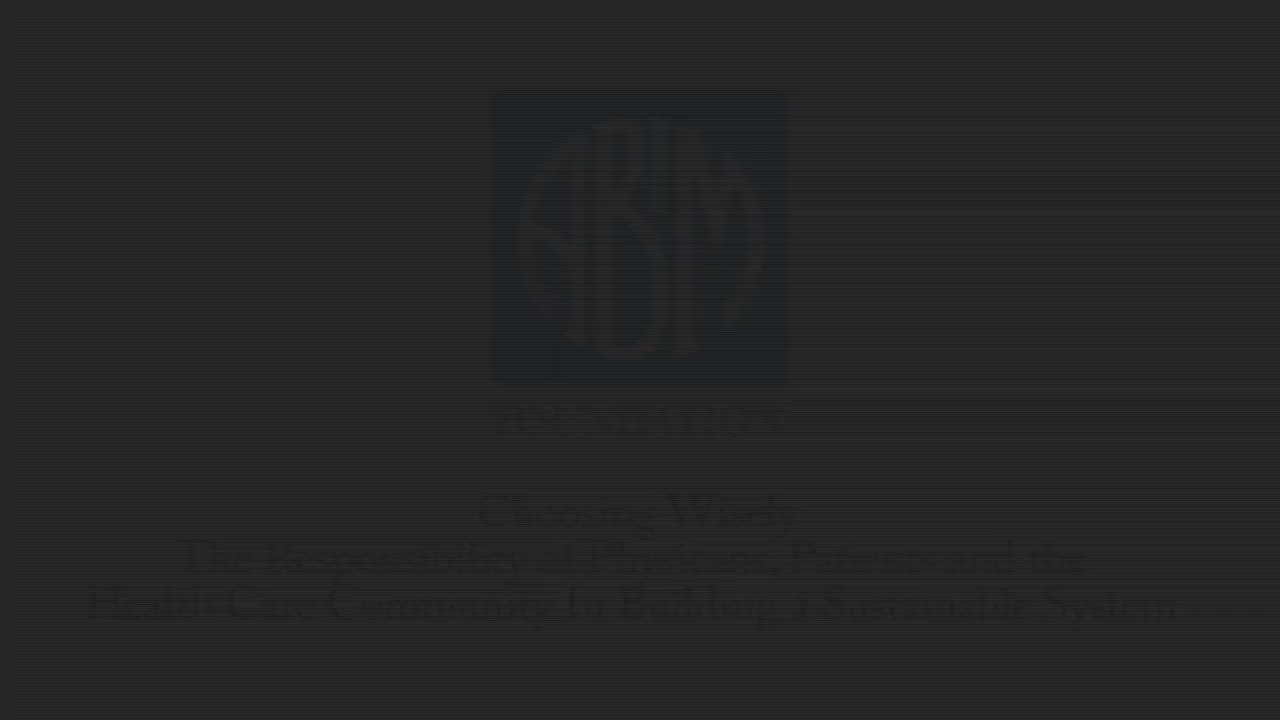 ABIM
FOUNDATION
Choosing Wisely
The Responsibility of Physicians, Patients and the
Health Care Community In Building a Sustainable System